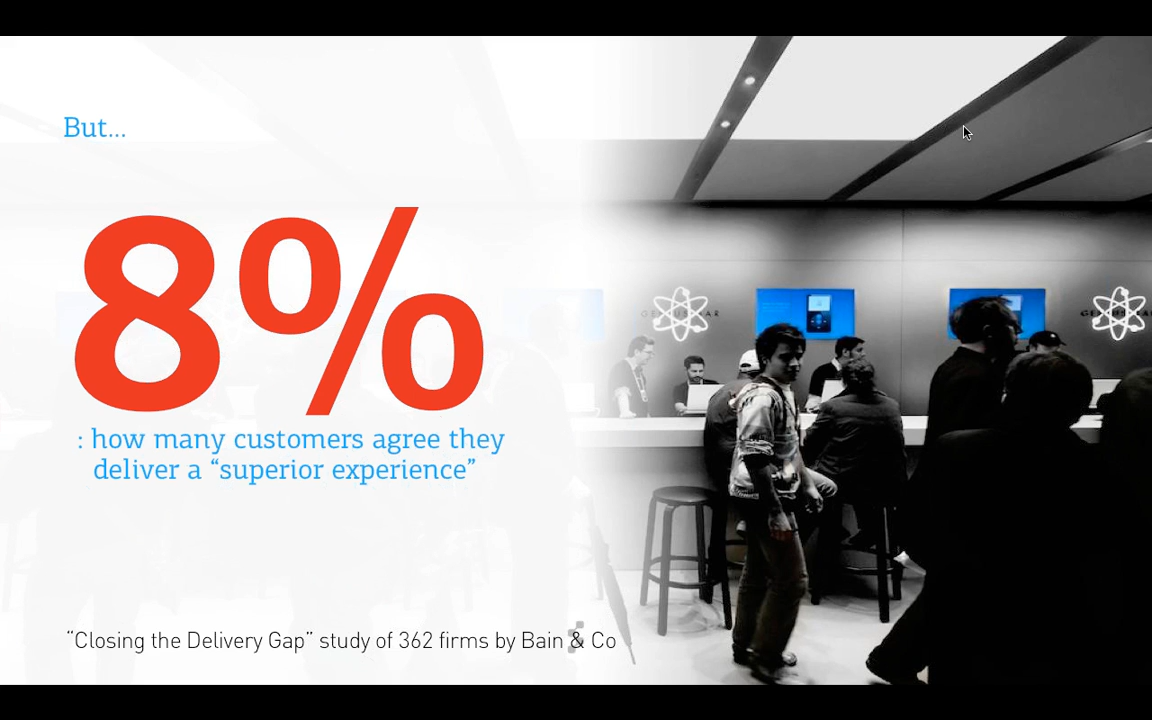 But...
8%
: how many customers agree they
deliver a “superior experience”
“Closing the Delivery Gap” study of 362 firms by Bain & Co